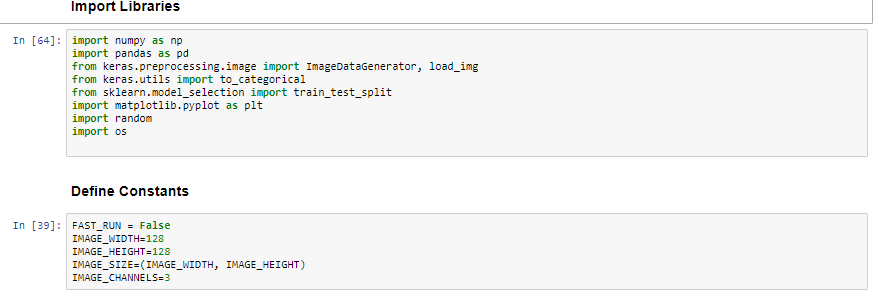 Import Libraries
In [64]: import numpy as np
import pandas as pd
from keras.preprocessing.image import ImageDataGenerator, load_img
from keras.utils import to_categorical
from sklearn.model_selection import train_test_split
import matplotlib.pyplot as plt
import random
import os
Define Constants
In [39]: FAST_RUN = False
IMAGE_WIDTH=128
IMAGE_HEIGHT=128
IMAGE_SIZE=(IMAGE_WIDTH, IMAGE_HEIGHT)
IMAGE_CHANNELS=3